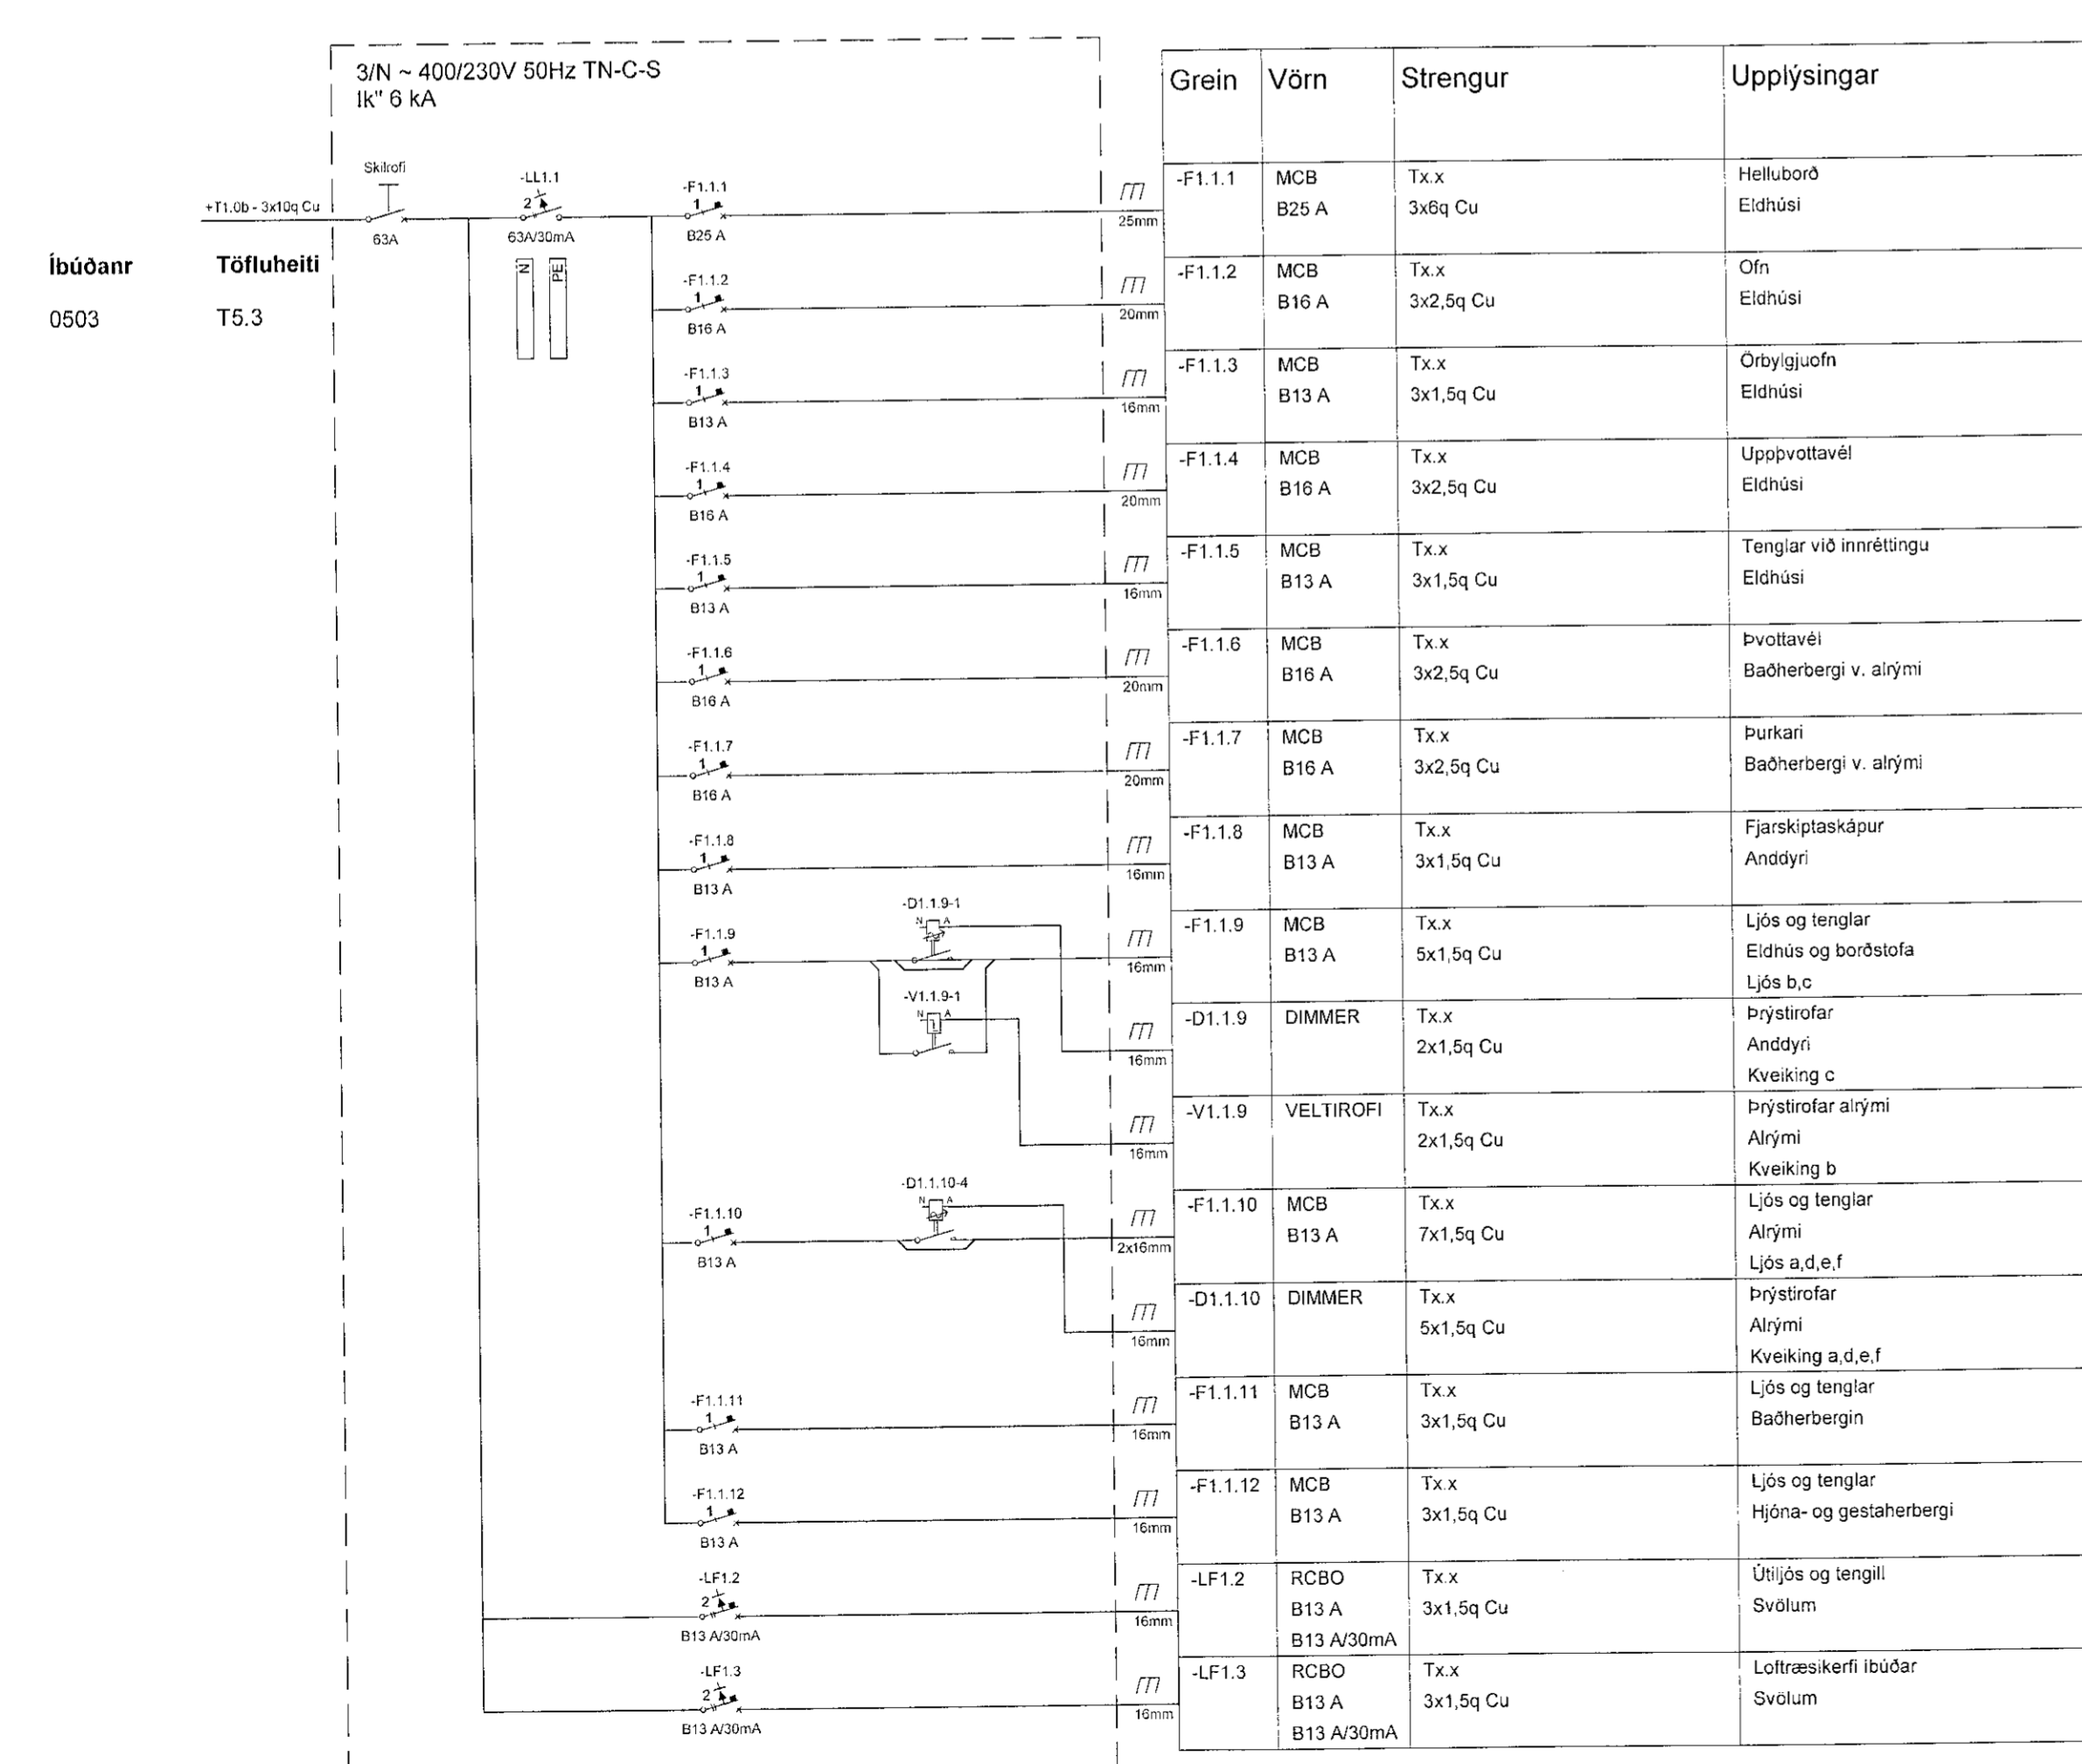 3/N ~ 400/230V 50Hz TN-C-S
Ik" 6 kA
+T1.0b - 3x10q Cu
Skilrofi
63A
-LL1.1
2
63A/30mA
N
PE
Íbúðanr
Töfluheiti
0503
T5.3
-F1.1.1
1
B25 A
25mm
-F1.1.2
1
B16 A
20mm
-F1.1.3
1
B13 A
16mm
-F1.1.4
1
B16 A
20mm
-F1.1.5
1
B13 A
16mm
-F1.1.6
1
B16 A
20mm
-F1.1.7
1
B16 A
20mm
-F1.1.8
1
B13 A
16mm
-F1.1.9
1
B13 A
-D1.1.9-1
N A
16mm
-V1.1.9-1
N A
16mm
16mm
-F1.1.10
1
B13 A
-D1.1.10-4
N A
2x16mm
16mm
-F1.1.11
1
B13 A
16mm
-F1.1.12
1
B13 A
16mm
-LF1.2
2
B13 A/30mA
16mm
-LF1.3
2
B13 A/30mA
16mm
Grein Vörn Strengur Upplýsingar
-F1.1.1 MCB Tx.x Helluborð
B25 A 3x6q Cu Eldhúsi
-F1.1.2 MCB Tx.x Ofn
B16 A 3x2,5q Cu Eldhúsi
-F1.1.3 MCB Tx.x Örbylgjuofn
B13 A 3x1,5q Cu Eldhúsi
-F1.1.4 MCB Tx.x Uppþvottavél
B16 A 3x2,5q Cu Eldhúsi
-F1.1.5 MCB Tx.x Tenglar við innréttingu
B13 A 3x1,5q Cu Eldhúsi
-F1.1.6 MCB Tx.x Þvottavél
B16 A 3x2,5q Cu Baðherbergi v. alrými
-F1.1.7 MCB Tx.x Þurkari
B16 A 3x2,5q Cu Baðherbergi v. alrými
-F1.1.8 MCB Tx.x Fjarskiptaskápur
B13 A 3x1,5q Cu Anddyri
-F1.1.9 MCB Tx.x Ljós og tenglar
B13 A 5x1,5q Cu Eldhús og borðstofa
Ljós b,c
-D1.1.9 DIMMER Tx.x Þrýstirofar
2x1,5q Cu Anddyri
Kveiking c
-V1.1.9 VELTIROFI Tx.x Þrýstirofar alrými
2x1,5q Cu Alrými
Kveiking b
-F1.1.10 MCB Tx.x Ljós og tenglar
B13 A 7x1,5q Cu Alrými
Ljós a,d,e,f
-D1.1.10 DIMMER Tx.x Þrýstirofar
5x1,5q Cu Alrými
Kveiking a,d,e,f
-F1.1.11 MCB Tx.x Ljós og tenglar
B13 A 3x1,5q Cu Baðherbergin
-F1.1.12 MCB Tx.x Ljós og tenglar
B13 A 3x1,5q Cu Hjóna- og gestaherbergi
-LF1.2 RCBO Tx.x Útiljós og tengill
B13 A 3x1,5q Cu Svölum
B13 A/30mA
-LF1.3 RCBO Tx.x Loftræsikerfi íbúðar
B13 A 3x1,5q Cu Svölum
B13 A/30mA